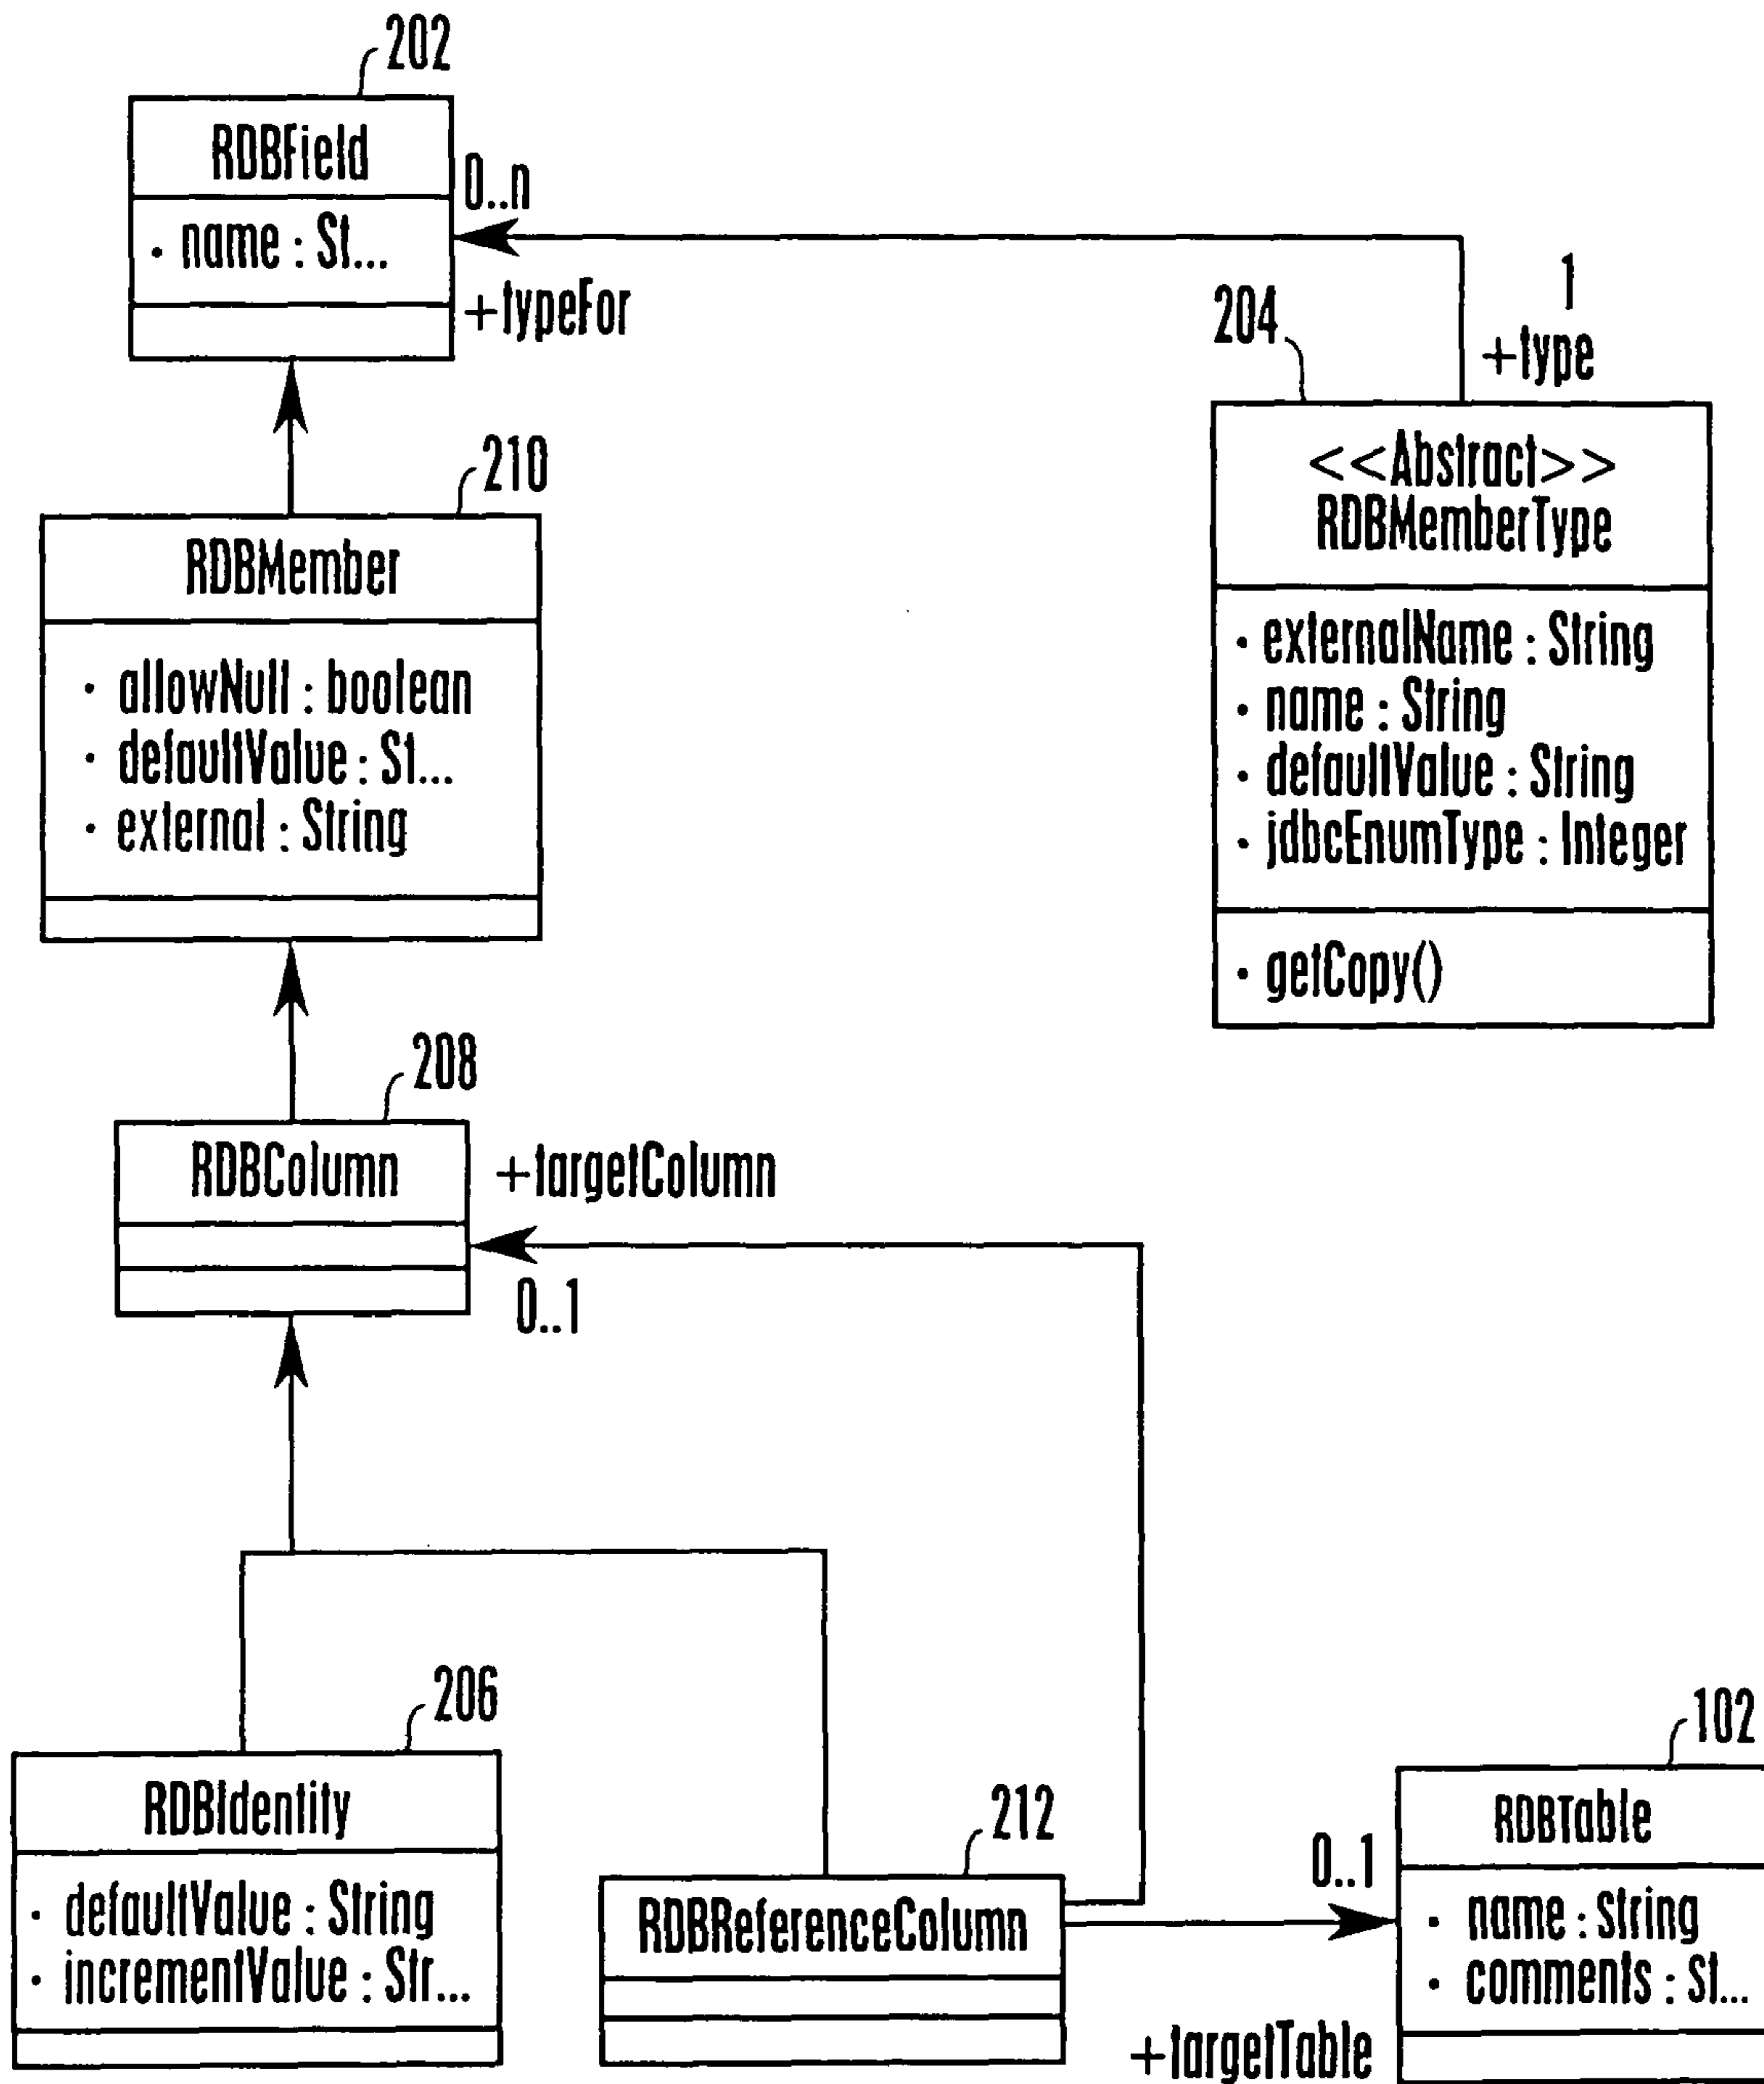 202
RDBField
· name : St...
0..n
+typeFor
1
+type
204
<<Abstract>>
RDBMemberType
· externalName : String
· name : String
· defaultValue : String
· jdbcEnumType : Integer
· getCopy()
210
RDBMember
· allowNull : boolean
· defaultValue : St...
· external : String
208
RDBColumn
+targetColumn
0..1
206
RDBIdentity
· defaultValue : String
· incrementValue : Str...
212
RDBReferenceColumn
0..1
+targetTable
102
RDBTable
· name : String
· comments : St...